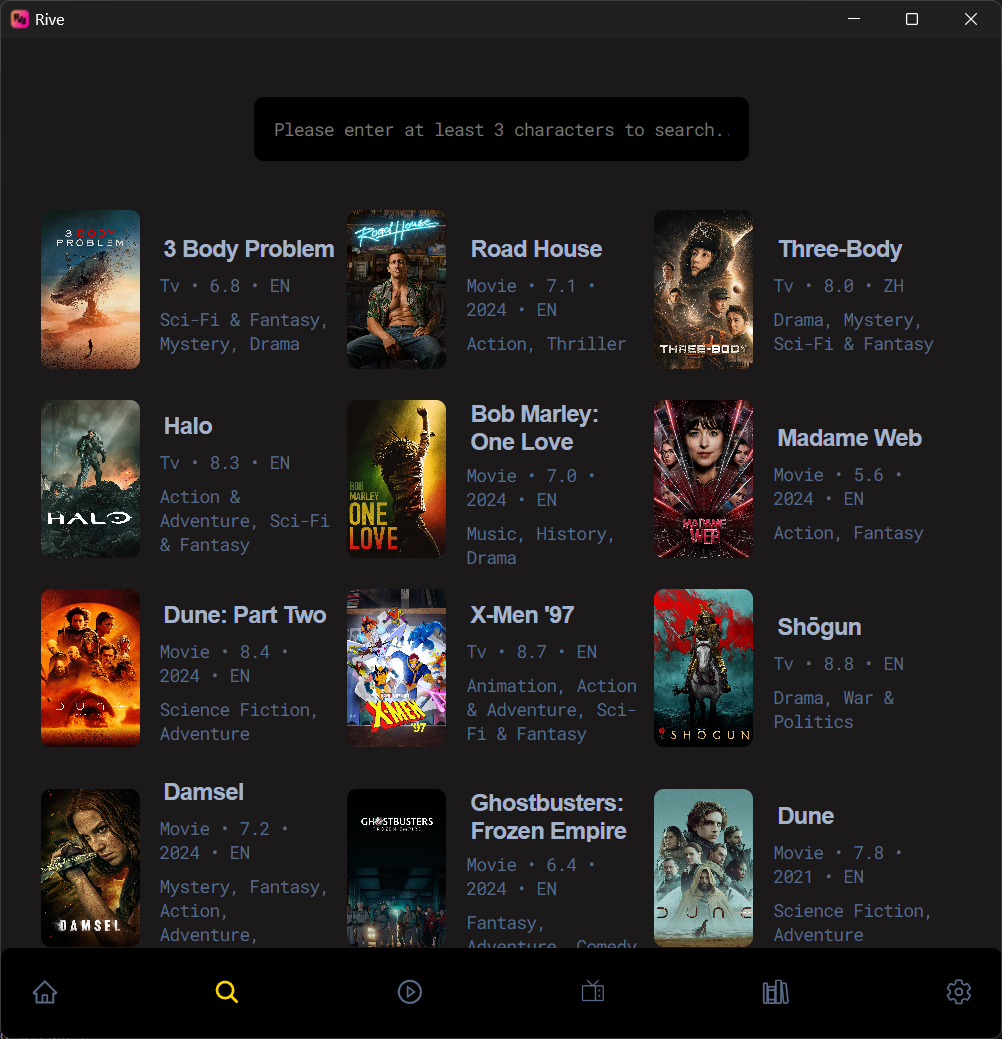 Rive
Please enter at least 3 characters to search..
3 BODY
PROBLEM
3 Body Problem
Tv • 6.8 • EN
Sci-Fi & Fantasy,
Mystery, Drama
Road House
Road House
Movie • 7.1 •
2024 • EN
Action, Thriller
THREE-BODY
Three-Body
Tv • 8.0 • ZH
Drama, Mystery,
Sci-Fi & Fantasy
HALO
Halo
Tv • 8.3 • EN
Action &
Adventure, Sci-Fi
& Fantasy
BOB
MARLEY
ONE
LOVE
Bob Marley:
One Love
Movie • 7.0 •
2024 • EN
Music, History,
Drama
MADAME
WEB
Madame Web
Movie • 5.6 •
2024 • EN
Action, Fantasy
DUNE
Dune: Part Two
Movie • 8.4 •
2024 • EN
Science Fiction,
Adventure
X-MEN
'97
X-Men '97
Tv • 8.7 • EN
Animation, Action
& Adventure, Sci-
Fi & Fantasy
SHŌGUN
Shōgun
Tv • 8.8 • EN
Drama, War &
Politics
DAMSEL
Damsel
Movie • 7.2 •
2024 • EN
Mystery, Fantasy,
Action,
Adventure,
GHOSTBUSTERS
FROZEN EMPIRE
Ghostbusters:
Frozen Empire
Movie • 6.4 •
2024 • EN
Fantasy,
Adventure, Comedy
DUNE
Dune
Movie • 7.8 •
2021 • EN
Science Fiction,
Adventure